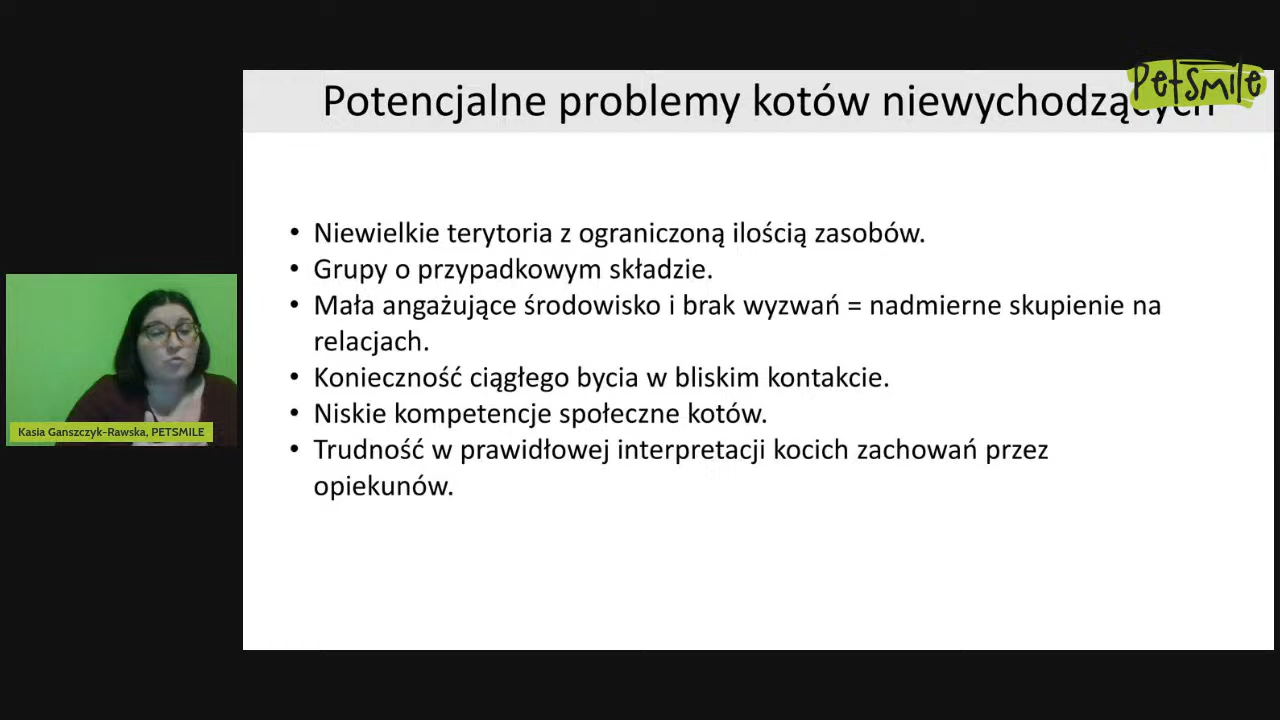 Potencjalne problemy kotów niewychodzących
PetSmile
• Niewielkie terytoria z ograniczoną ilością zasobów.
• Grupy o przypadkowym składzie.
• Mała angażujące środowisko i brak wyzwań = nadmierne skupienie na
relacjach.
• Konieczność ciągłego bycia w bliskim kontakcie.
• Niskie kompetencje społeczne kotów.
• Trudność w prawidłowej interpretacji kocich zachowań przez
opiekunów.
Kasia Ganszczyk-Rawska, PETSMILE